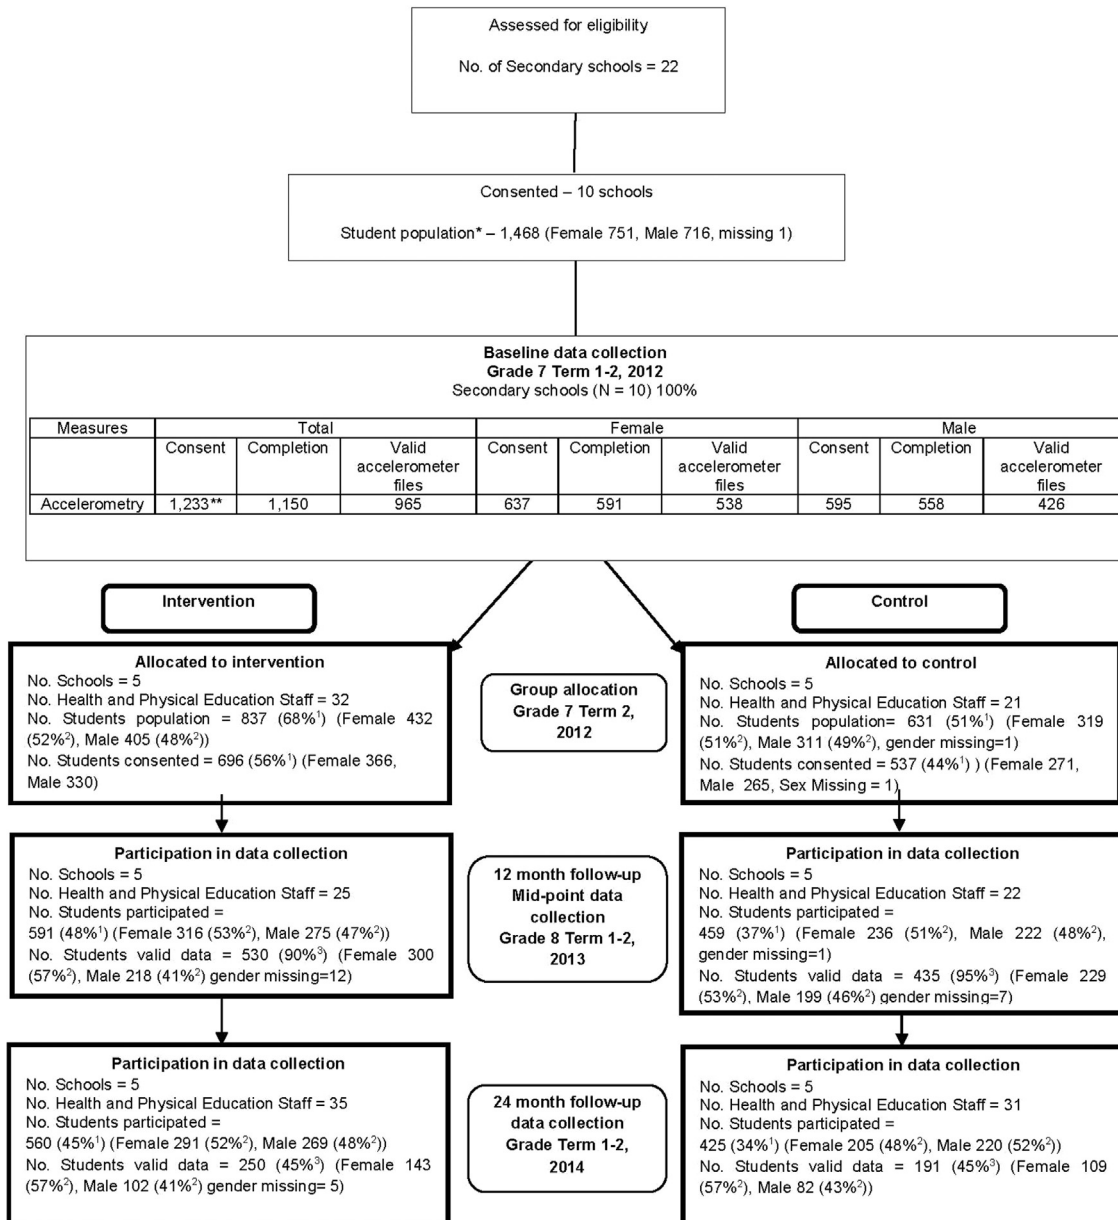 Assessed for eligibility
No. of Secondary schools = 22
Consented – 10 schools
Student population* – 1,468 (Female 751, Male 716, missing 1)
Baseline data collection
Grade 7 Term 1-2, 2012
Secondary schools (N = 10) 100%
Measures Total Female Male
Consent Completion Valid accelerometer files Consent Completion Valid accelerometer files Consent Completion Valid accelerometer files
Accelerometry 1,233** 1,150 965 637 591 538 595 558 426
Intervention
Control
Allocated to intervention
No. Schools = 5
No. Health and Physical Education Staff = 32
No. Students population = 837 (68%¹) (Female 432
(52%²), Male 405 (48%²))
No. Students consented = 696 (56%¹) (Female 366,
Male 330)
Group allocation
Grade 7 Term 2,
2012
Allocated to control
No. Schools = 5
No. Health and Physical Education Staff = 21
No. Students population= 631 (51%¹) (Female 319
(51%²), Male 311 (49%²), gender missing=1)
No. Students consented = 537 (44%¹) ) (Female 271,
Male 265, Sex Missing = 1)
Participation in data collection
No. Schools = 5
No. Health and Physical Education Staff = 25
No. Students participated =
591 (48%¹) (Female 316 (53%²), Male 275 (47%²))
No. Students valid data = 530 (90%³) (Female 300
(57%²), Male 218 (41%²) gender missing=12)
12 month follow-up
Mid-point data
collection
Grade 8 Term 1-2,
2013
Participation in data collection
No. Schools = 5
No. Health and Physical Education Staff = 22
No. Students participated =
459 (37%¹) (Female 236 (51%²), Male 222 (48%²),
gender missing=1)
No. Students valid data = 435 (95%³) (Female 229
(53%²), Male 199 (46%²) gender missing=7)
Participation in data collection
No. Schools = 5
No. Health and Physical Education Staff = 35
No. Students participated =
560 (45%¹) (Female 291 (52%²), Male 269 (48%²))
No. Students valid data = 250 (45%³) (Female 143
(57%²), Male 102 (41%²) gender missing= 5)
24 month follow-up
data collection
Grade Term 1-2,
2014
Participation in data collection
No. Schools = 5
No. Health and Physical Education Staff = 31
No. Students participated =
425 (34%¹) (Female 205 (48%²), Male 220 (52%²))
No. Students valid data = 191 (45%³) (Female 109
(57%²), Male 82 (43%²))